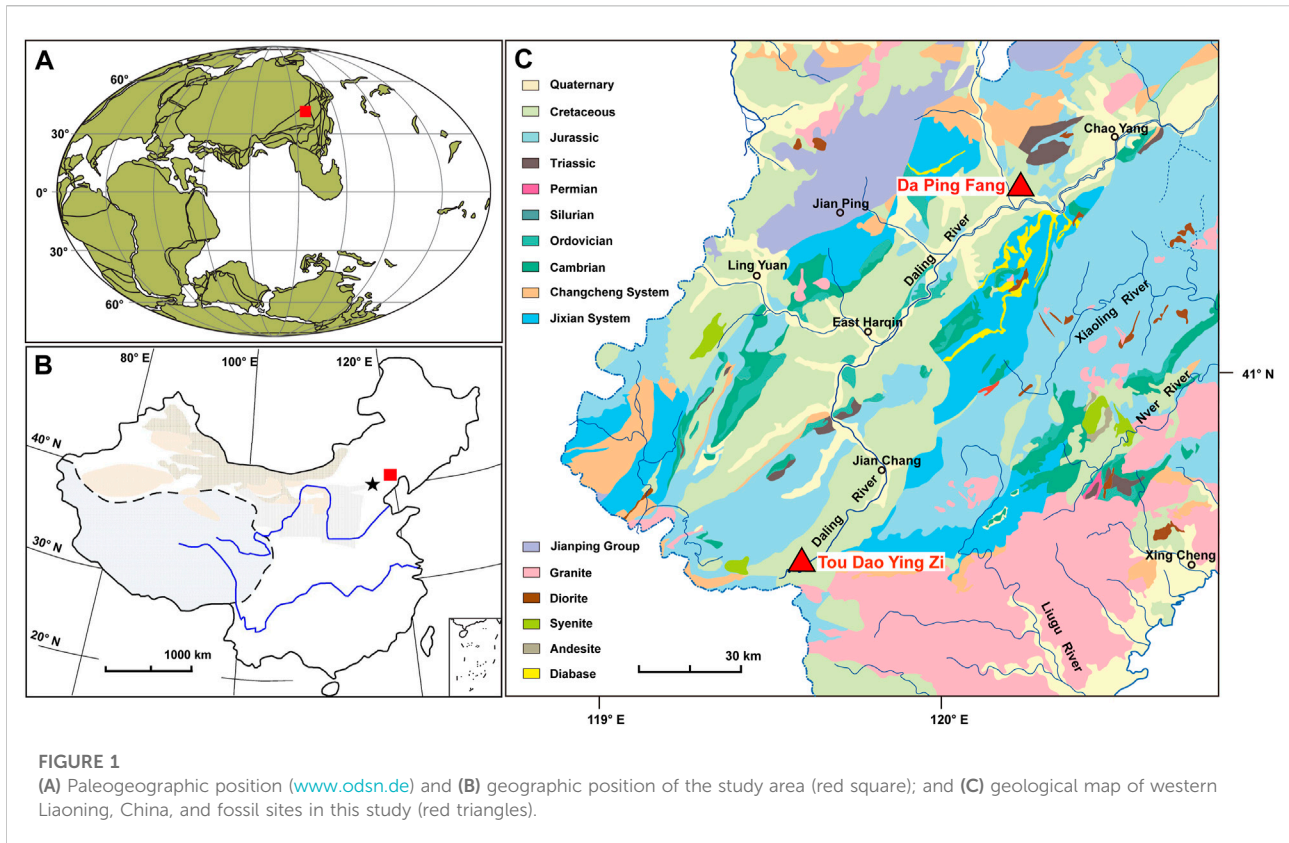 A
60°
30°
0°
30°
60°
B
80° E
100° E
120° E
40° N
30° N
20° N
1000 km
C
Quaternary
Cretaceous
Jurassic
Triassic
Permian
Silurian
Ordovician
Cambrian
Changcheng System
Jixian System
Jianping Group
Granite
Diorite
Syenite
Andesite
Diabase
Chao Yang
Da Ping Fang
Jian Ping
Daling River
Ling Yuan
East Harqin
Xiaoling River
41° N
Nver River
Jian Chang
Daling River
Tou Dao Ying Zi
Xing Cheng
Liugu River
30 km
119° E
120° E
FIGURE 1
(A) Paleogeographic position (www.odsn.de) and (B) geographic position of the study area (red square); and (C) geological map of western
Liaoning, China, and fossil sites in this study (red triangles).